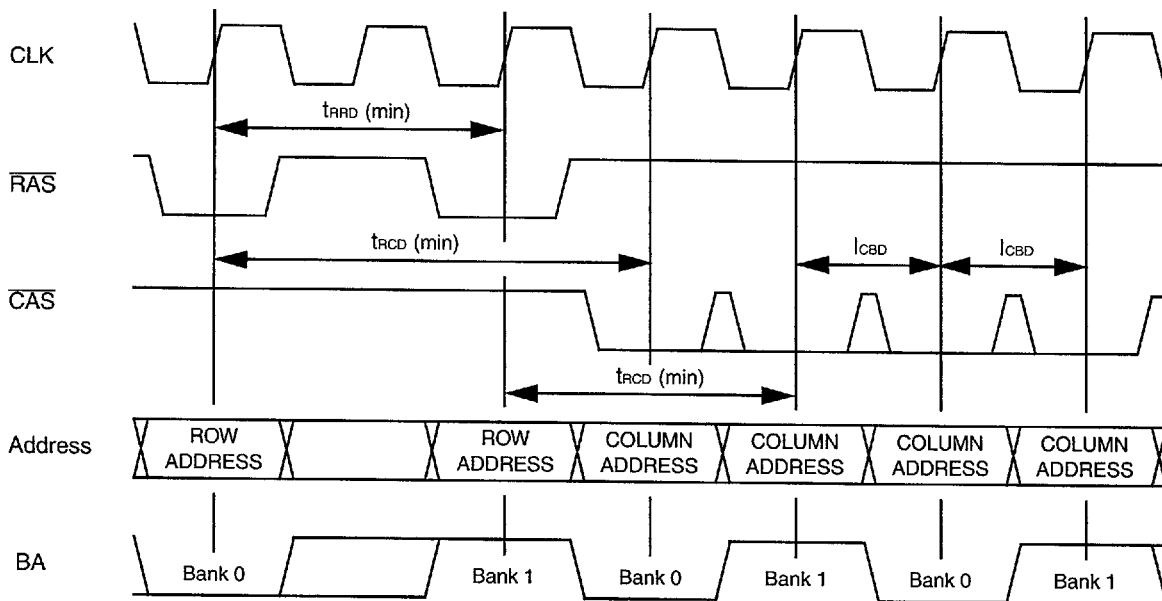 CLK
tRRD (min)
RAS
tRCD (min)
ICBD
ICBD
CAS
tRCD (min)
Address
ROW
ADDRESS
ROW
ADDRESS
COLUMN
ADDRESS
COLUMN
ADDRESS
COLUMN
ADDRESS
COLUMN
ADDRESS
BA
Bank 0
Bank 1
Bank 0
Bank 1
Bank 0
Bank 1